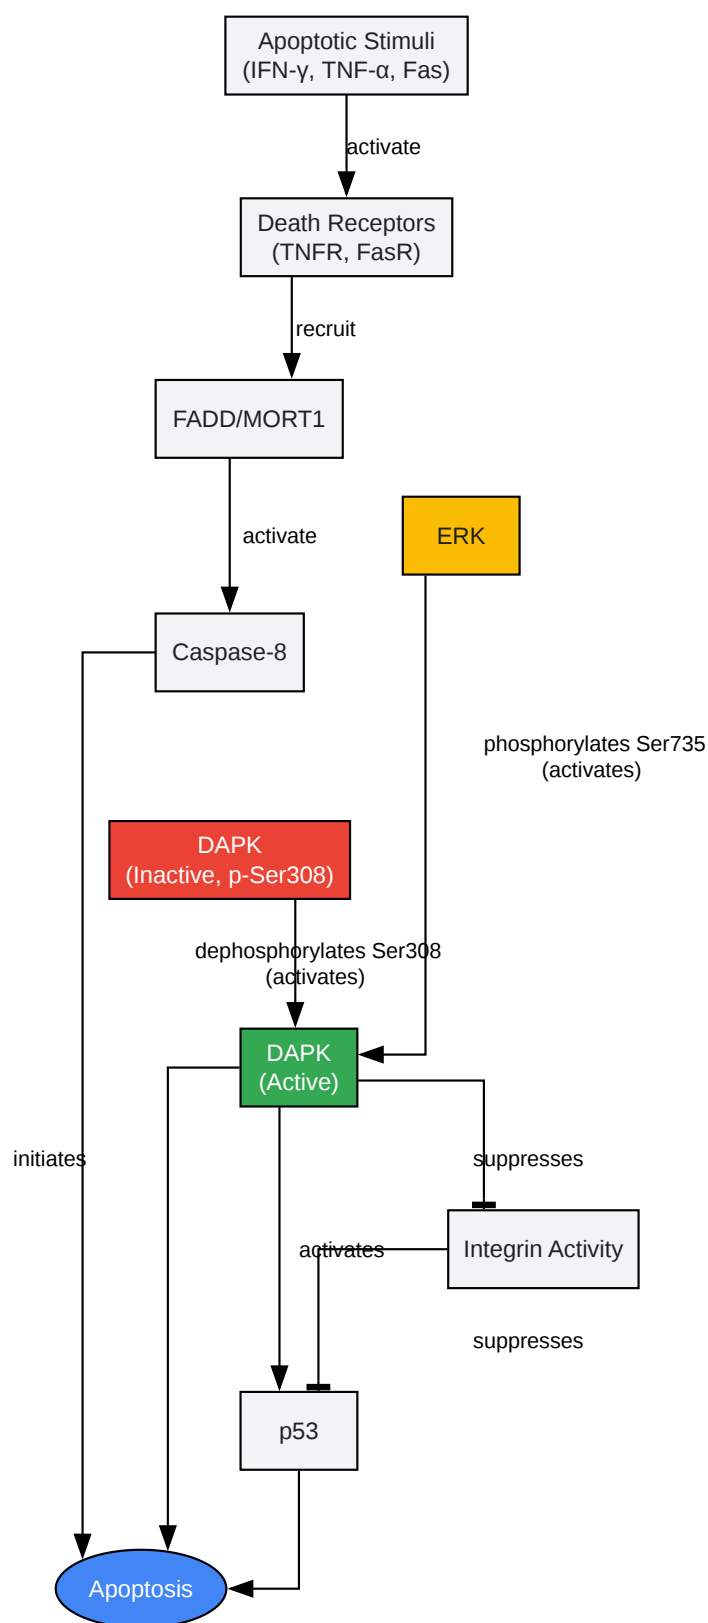 Apoptotic Stimuli
(IFN-γ, TNF-α, Fas)
activate
Death Receptors
(TNFR, FasR)
recruit
FADD/MORT1
ERK
activate
Caspase-8
phosphorylates Ser735
(activates)
DAPK
(Inactive, p-Ser308)
dephosphorylates Ser308
(activates)
DAPK
(Active)
initiates
suppresses
activates
Integrin Activity
suppresses
p53
Apoptosis